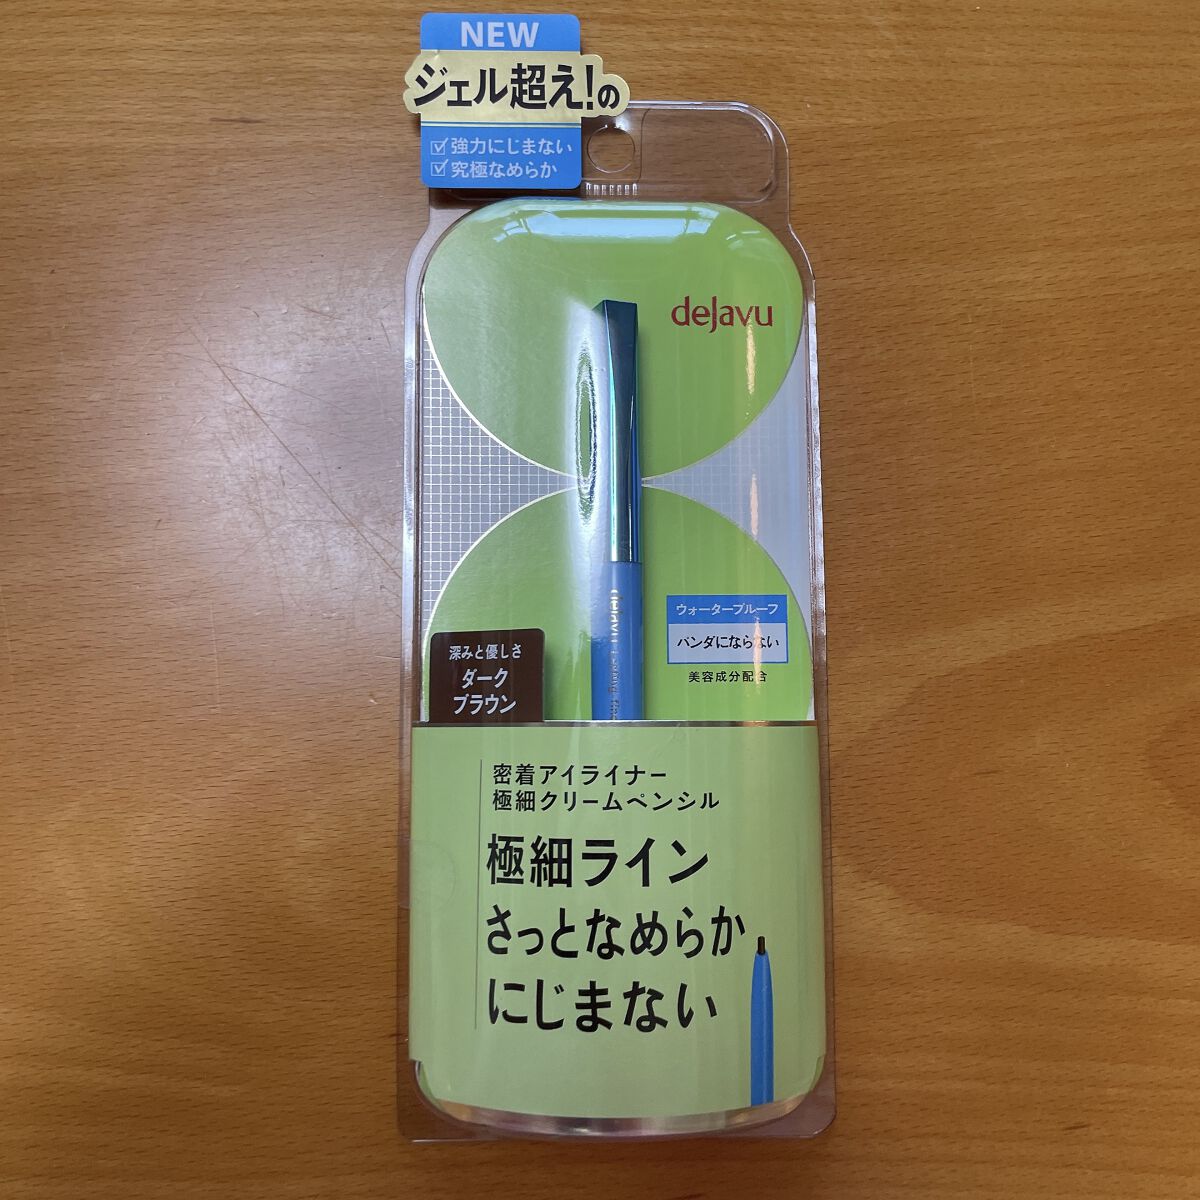 NEW
ジェル超え!の
強力にじまない
究極なめらか
dejavu
dejavu
ウォータープルーフ
パンダにならない
美容成分配合
深みと優しさ
ダーク
ブラウン
密着アイライナー
極細クリームペンシル
極細ライン
さっとなめらか
にじまない